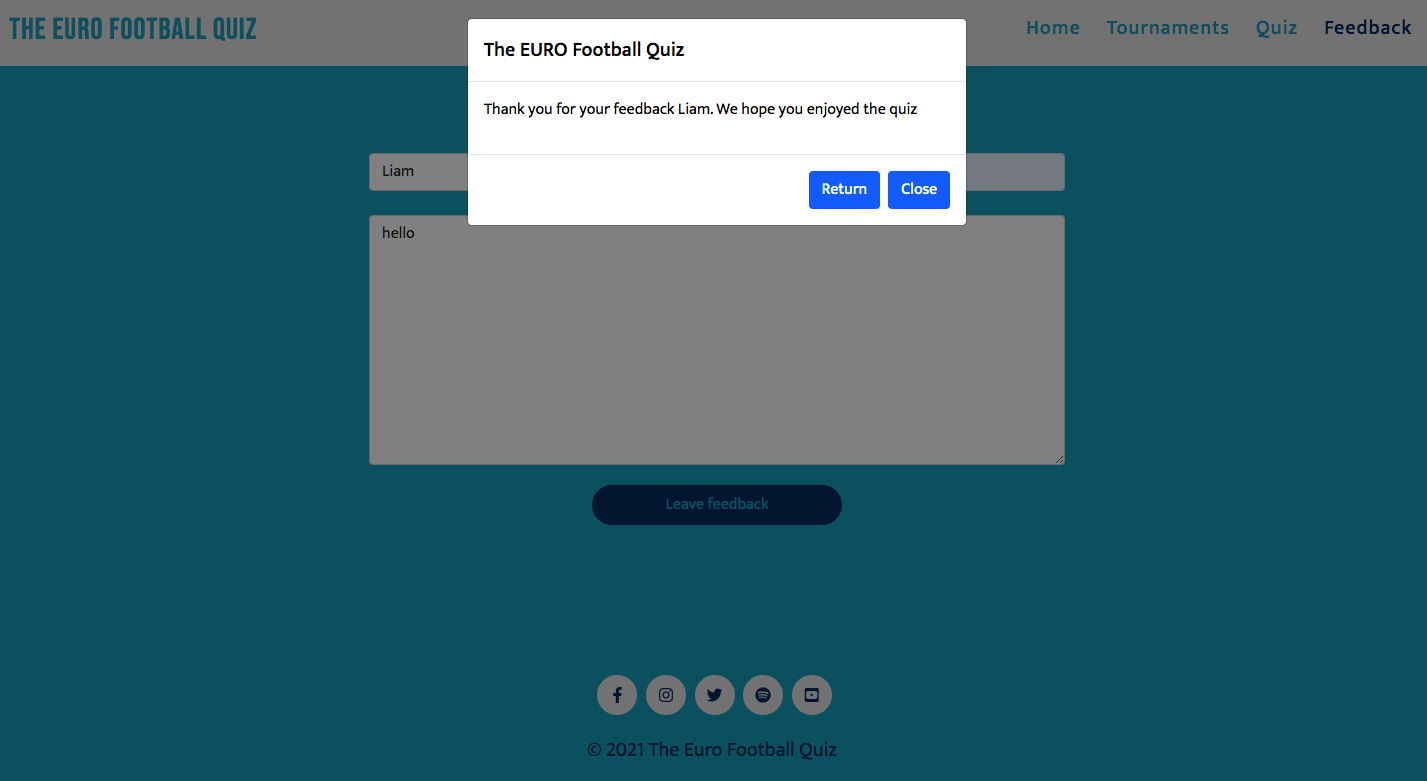 THE EURO FOOTBALL QUIZ
Home Tournaments Quiz Feedback
The EURO Football Quiz
Thank you for your feedback Liam. We hope you enjoyed the quiz
Return Close
Liam
hello
Leave feedback
© 2021 The Euro Football Quiz